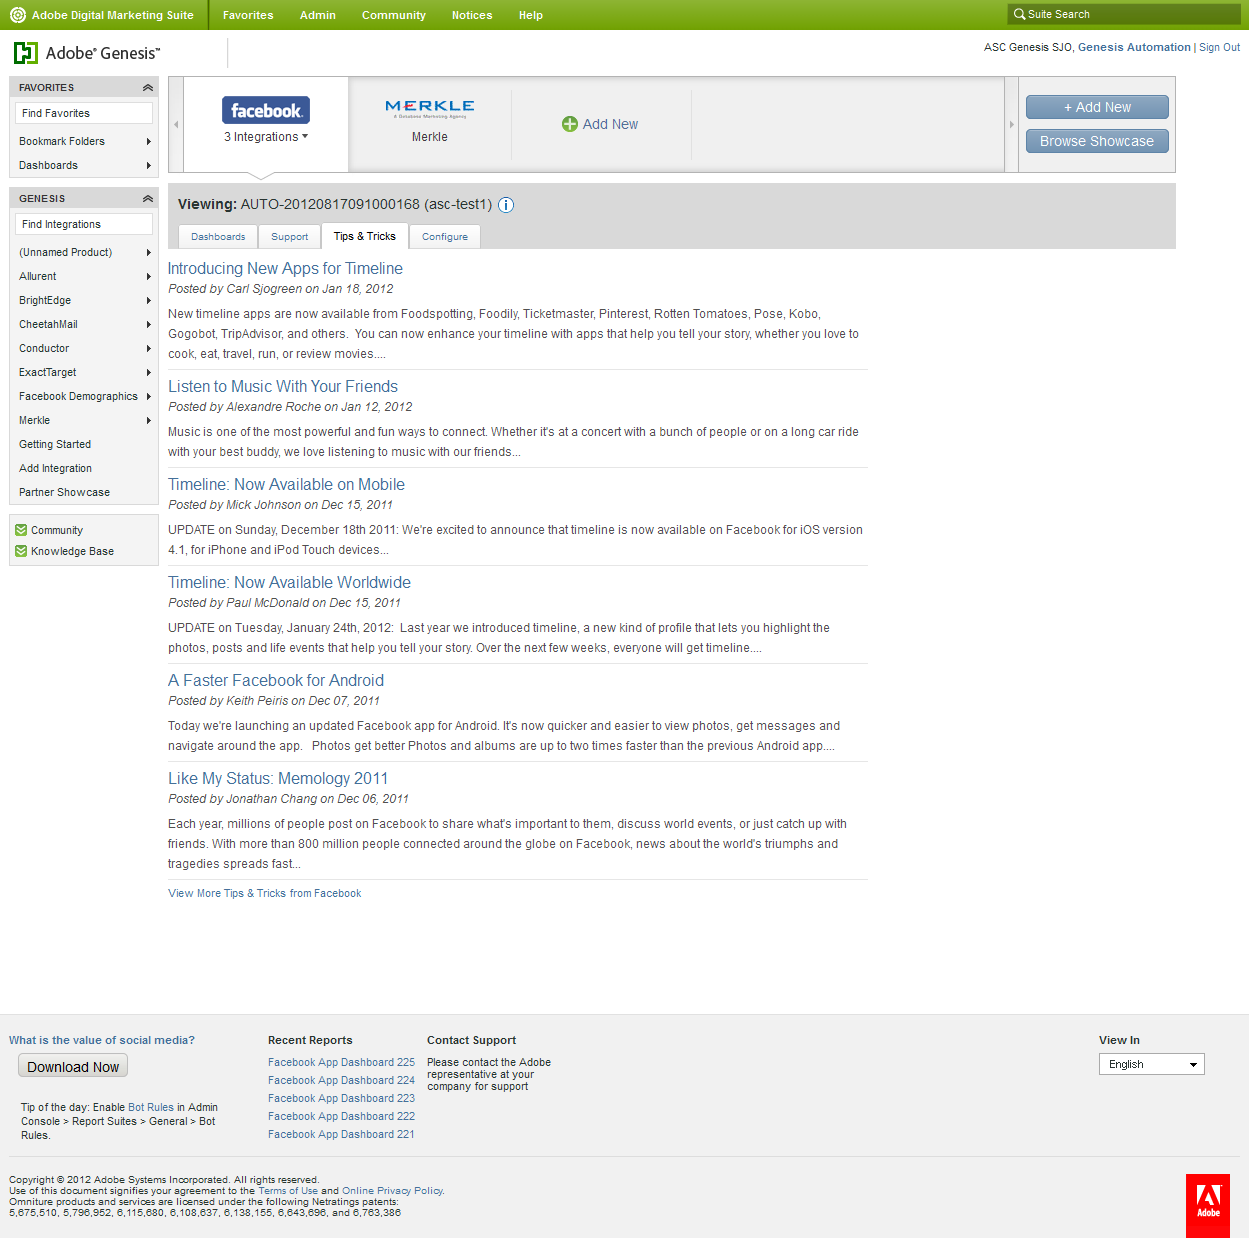 Adobe Digital Marketing Suite
Favorites
Admin
Community
Notices
Help
Suite Search
Adobe® Genesis™
ASC Genesis SJO, Genesis Automation | Sign Out
FAVORITES
Find Favorites
Bookmark Folders
Dashboards
GENESIS
Find Integrations
(Unnamed Product)
Allurent
BrightEdge
CheetahMail
Conductor
ExactTarget
Facebook Demographics
Merkle
Getting Started
Add Integration
Partner Showcase
Community
Knowledge Base
facebook.
3 Integrations
MERKLE
A Database Marketing Agency
Merkle
Add New
+ Add New
Browse Showcase
Viewing: AUTO-20120817091000168 (asc-test1)
Dashboards
Support
Tips & Tricks
Configure
Introducing New Apps for Timeline
Posted by Carl Sjogreen on Jan 18, 2012
New timeline apps are now available from Foodspotting, Foodily, Ticketmaster, Pinterest, Rotten Tomatoes, Pose, Kobo,
Gogobot, TripAdvisor, and others.  You can now enhance your timeline with apps that help you tell your story, whether you love to
cook, eat, travel, run, or review movies....
Listen to Music With Your Friends
Posted by Alexandre Roche on Jan 12, 2012
Music is one of the most powerful and fun ways to connect. Whether it's at a concert with a bunch of people or on a long car ride
with your best buddy, we love listening to music with our friends...
Timeline: Now Available on Mobile
Posted by Mick Johnson on Dec 15, 2011
UPDATE on Sunday, December 18th 2011: We're excited to announce that timeline is now available on Facebook for iOS version
4.1, for iPhone and iPod Touch devices...
Timeline: Now Available Worldwide
Posted by Paul McDonald on Dec 15, 2011
UPDATE on Tuesday, January 24th, 2012:  Last year we introduced timeline, a new kind of profile that lets you highlight the
photos, posts and life events that help you tell your story. Over the next few weeks, everyone will get timeline....
A Faster Facebook for Android
Posted by Keith Peiris on Dec 07, 2011
Today we're launching an updated Facebook app for Android. It's now quicker and easier to view photos, get messages and
navigate around the app.   Photos get better Photos and albums are up to two times faster than the previous Android app....
Like My Status: Memology 2011
Posted by Jonathan Chang on Dec 06, 2011
Each year, millions of people post on Facebook to share what's important to them, discuss world events, or just catch up with
friends. With more than 800 million people connected around the globe on Facebook, news about the world's triumphs and
tragedies spreads fast...
View More Tips & Tricks from Facebook
What is the value of social media?
Download Now
Tip of the day: Enable Bot Rules in Admin
Console > Report Suites > General > Bot
Rules.
Recent Reports
Facebook App Dashboard 225
Facebook App Dashboard 224
Facebook App Dashboard 223
Facebook App Dashboard 222
Facebook App Dashboard 221
Contact Support
Please contact the Adobe
representative at your
company for support
View In
English
Copyright © 2012 Adobe Systems Incorporated. All rights reserved.
Use of this document signifies your agreement to the Terms of Use and Online Privacy Policy.
Omniture products and services are licensed under the following Netratings patents:
5,675,510, 5,796,952, 6,115,680, 6,108,637, 6,138,155, 6,643,696, and 6,763,386
Adobe